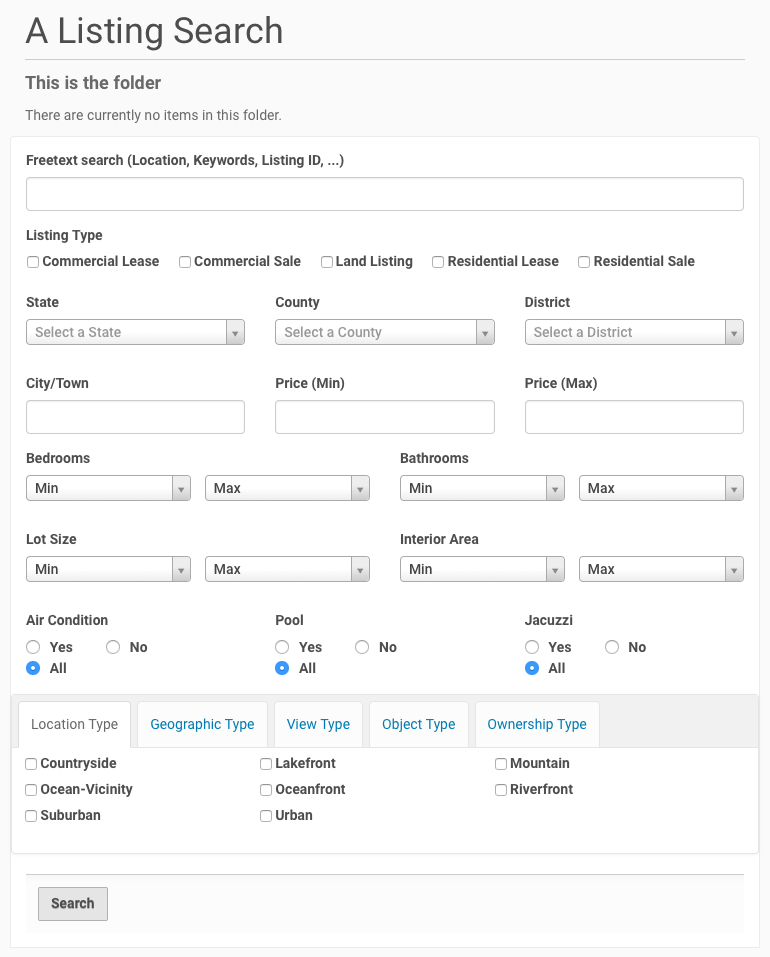 A Listing Search
This is the folder
There are currently no items in this folder.
Freetext search (Location, Keywords, Listing ID, ...)
Listing Type
Commercial Lease Commercial Sale Land Listing Residential Lease Residential Sale
State County District
Select a State Select a County Select a District
City/Town Price (Min) Price (Max)
Bedrooms Bathrooms
Min Max Min Max
Lot Size Interior Area
Min Max Min Max
Air Condition Pool Jacuzzi
Yes No Yes No Yes No
All All All
Location Type Geographic Type View Type Object Type Ownership Type
Countryside Lakefront Mountain
Ocean-Vicinity Oceanfront Riverfront
Suburban Urban
Search